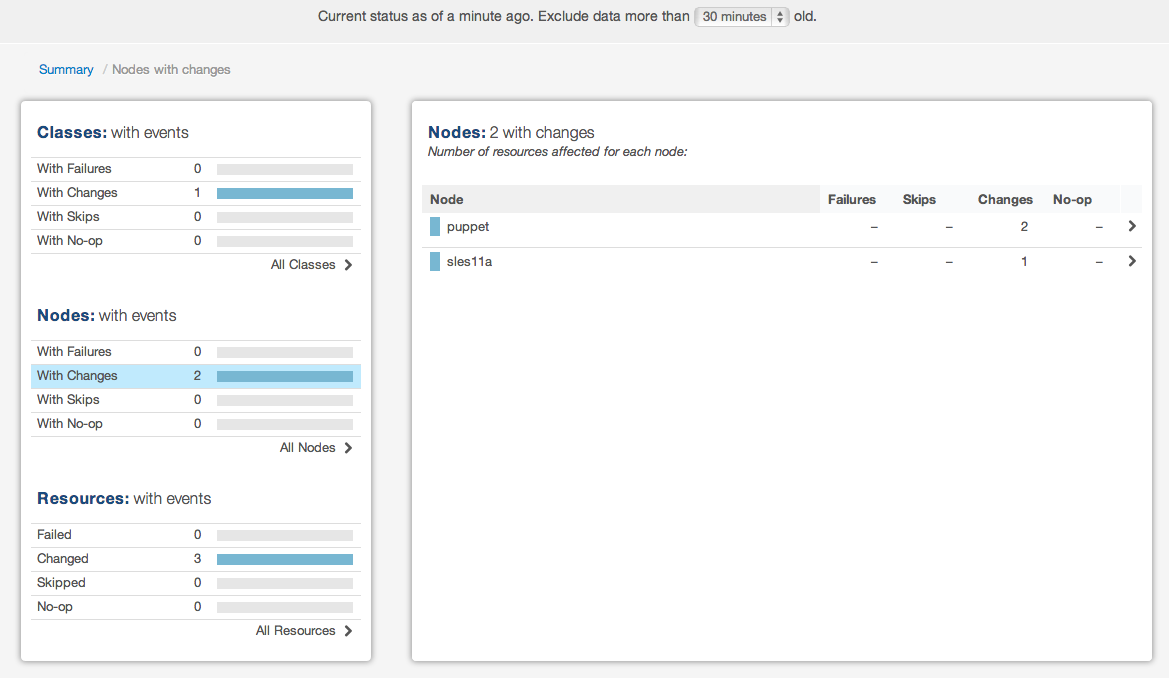 Current status as of a minute ago. Exclude data more than 30 minutes old.
Summary / Nodes with changes
Classes: with events
With Failures 0
With Changes 1
With Skips 0
With No-op 0
All Classes
Nodes: with events
With Failures 0
With Changes 2
With Skips 0
With No-op 0
All Nodes
Resources: with events
Failed 0
Changed 3
Skipped 0
No-op 0
All Resources
Nodes: 2 with changes
Number of resources affected for each node:
Node Failures Skips Changes No-op
puppet – – 2 –
sles11a – – 1 –